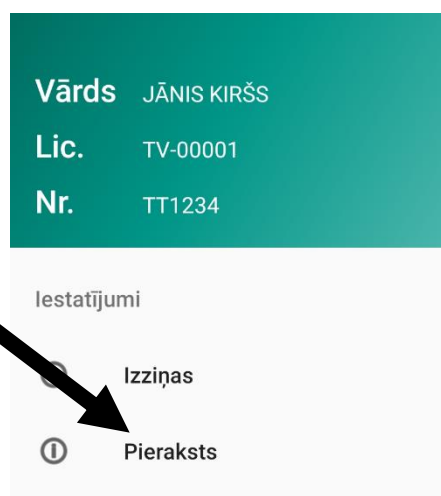 Vārds JĀNIS KIRŠS
Lic. TV-00001
Nr. TT1234
Iestatījumi
Izziņas
Pieraksts